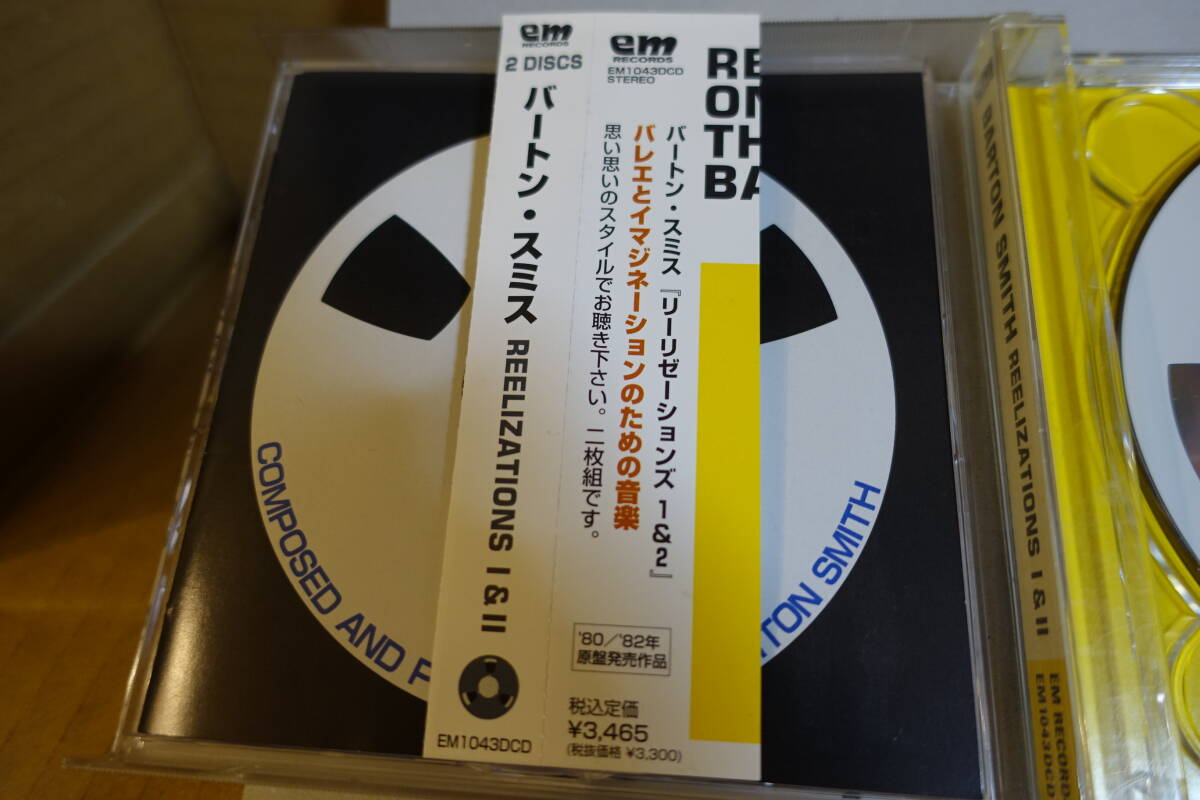 em
RECORDS
2 DISCS
バートン・スミス REELIZATIONS I & II
EM1043DCD
em
RECORDS
EM1043DCD
STEREO
バートン・スミス『リーリゼーションズ 1&2』
バレエとイマジネーションのための音楽
思い思いのスタイルでお聴き下さい。二枚組です。
'80/'82年
原盤発売作品
税込定価
¥3,465
(税抜価格 ¥3,300)
RE
ON
TH
BA
COMPOSED AND P
TON SMITH
BARTON SMITH REELIZATIONS I & II
EM RECORD
EM1043DCD